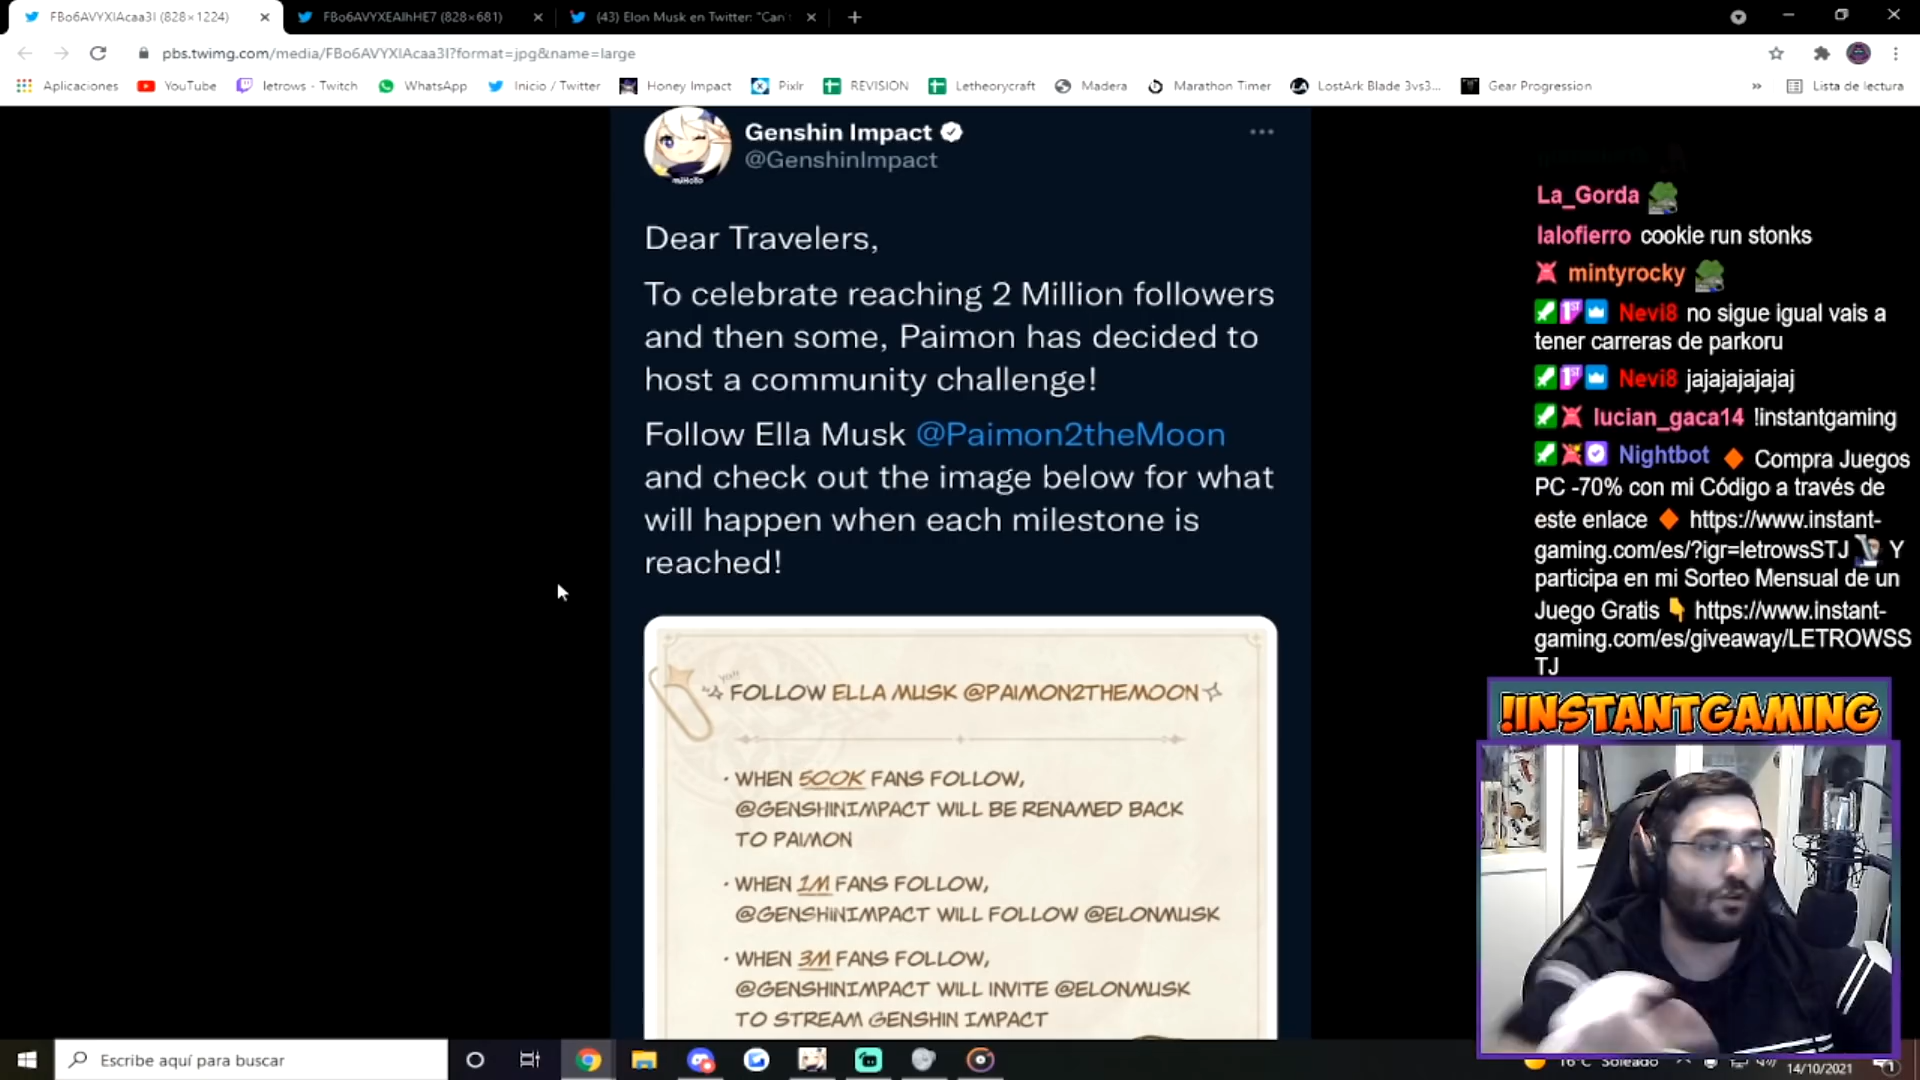 FBo6AVYXIAcaa3I (828×1224)
FBo6AVYXEAIhHE7 (828×681)
(43) Elon Musk en Twitter: "Can't
pbs.twimg.com/media/FBo6AVYXIAcaa3I?format=jpg&name=large
Aplicaciones YouTube letrows - Twitch WhatsApp Inicio / Twitter Honey Impact Pixlr REVISION Letheorycraft Madera Marathon Timer LostArk Blade 3vs3... Gear Progression » Lista de lectura
Genshin Impact
@GenshinImpact
miHoYo
Dear Travelers,
To celebrate reaching 2 Million followers
and then some, Paimon has decided to
host a community challenge!
Follow Ella Musk @Paimon2theMoon
and check out the image below for what
will happen when each milestone is
reached!
FOLLOW ELLA MUSK @PAIMON2THEMOON
· WHEN 500K FANS FOLLOW,
@GENSHINIMPACT WILL BE RENAMED BACK
TO PAIMON
· WHEN 1M FANS FOLLOW,
@GENSHINIMPACT WILL FOLLOW @ELONMUSK
· WHEN 3M FANS FOLLOW,
@GENSHINIMPACT WILL INVITE @ELONMUSK
TO STREAM GENSHIN IMPACT
La_Gorda
lalofierro cookie run stonks
mintyrocky
Nevi8 no sigue igual vais a
tener carreras de parkoru
Nevi8 jajajajajajaj
lucian_gaca14 !instantgaming
Nightbot Compra Juegos
PC -70% con mi Código a través de
este enlace https://www.instant-
gaming.com/es/?igr=letrowsSTJ Y
participa en mi Sorteo Mensual de un
Juego Gratis https://www.instant-
gaming.com/es/giveaway/LETROWSS
TJ
!INSTANTGAMING
Escribe aquí para buscar
16°C Soleado
14/10/2021
1